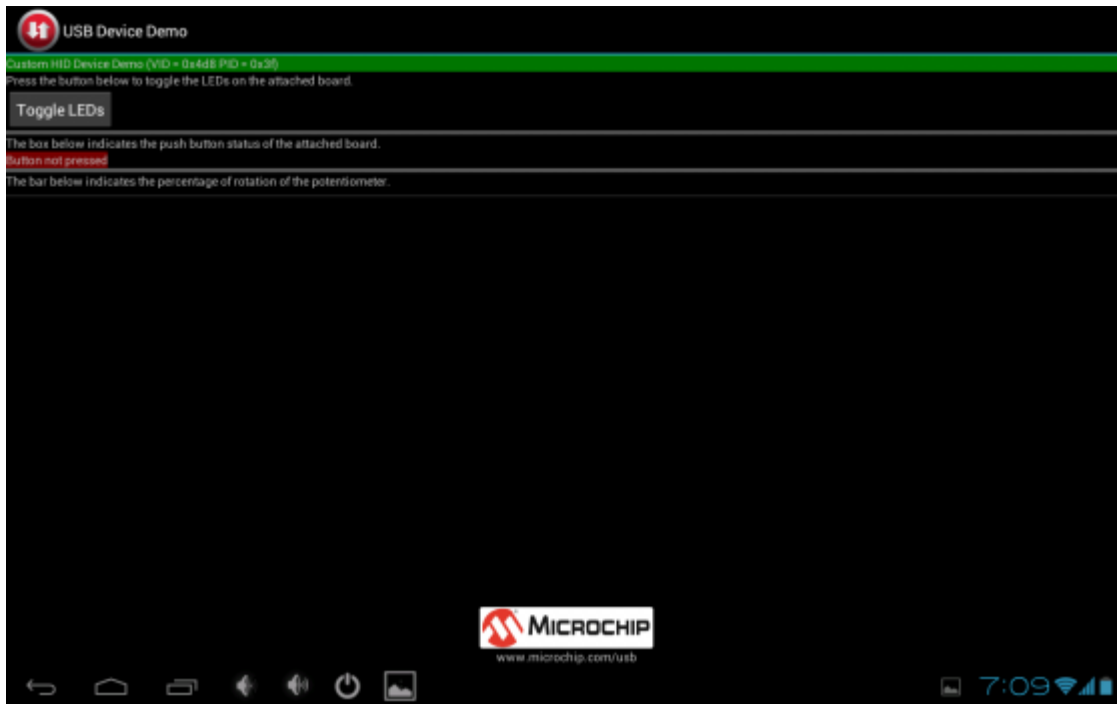 USB Device Demo
Custom HID Device Demo (VID = 0x4d8 PID = 0x3f)
Press the button below to toggle the LEDs on the attached board.
Toggle LEDs
The box below indicates the push button status of the attached board.
Button not pressed
The bar below indicates the percentage of rotation of the potentiometer.
MICROCHIP
www.microchip.com/usb
7:09